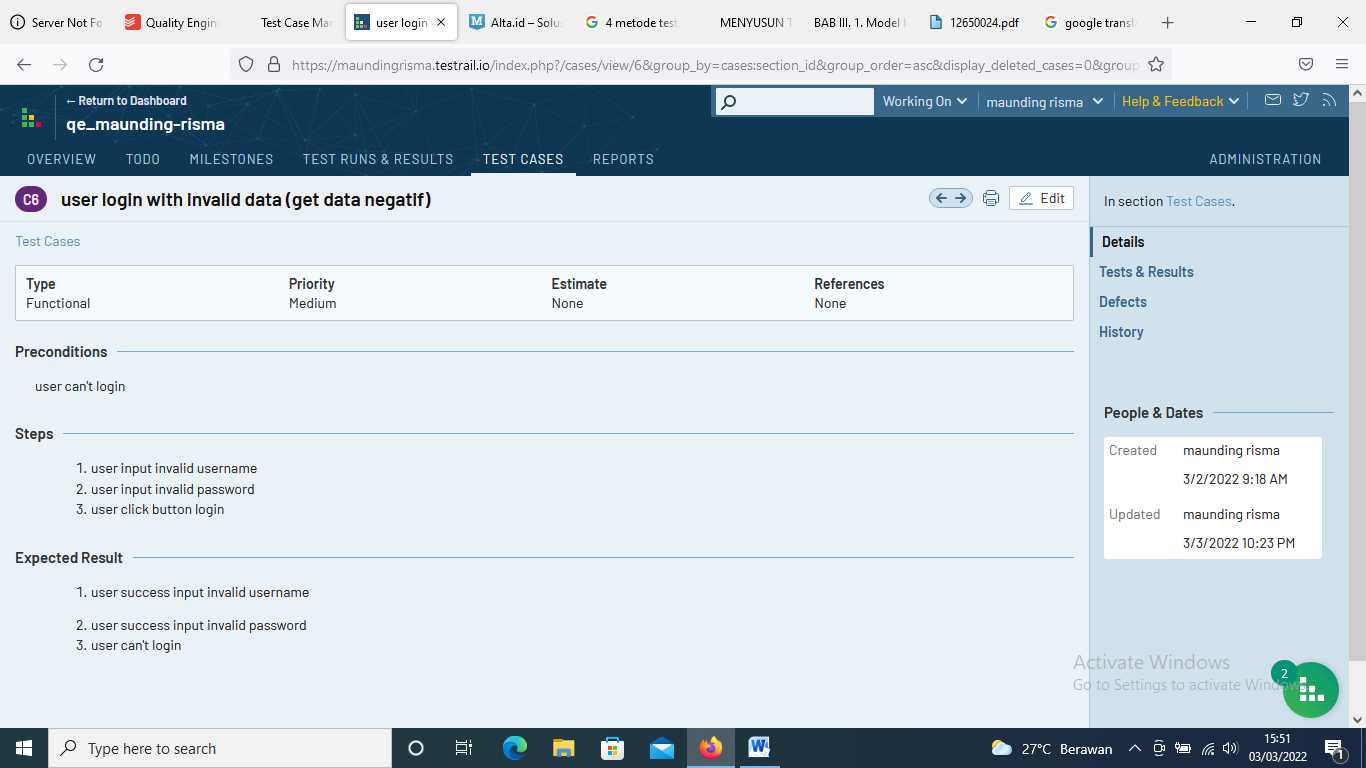 Server Not Fo
Quality Engin
Test Case Mar
user login
Alta.id – Solus
4 metode test
MENYUSUN T
BAB III. 1. Model
12650024.pdf
google transla
https://maundingrisma.testrail.io/index.php?/cases/view/6&group_by=cases:section_id&group_order=asc&display_deleted_cases=0&group
← Return to Dashboard
qe_maunding-risma
Working On
maunding risma
Help & Feedback
OVERVIEW TODO MILESTONES TEST RUNS & RESULTS TEST CASES REPORTS ADMINISTRATION
C6 user login with invalid data (get data negatif)
Edit
In section Test Cases.
Test Cases
Details
Tests & Results
Defects
History
Type Priority Estimate References
Functional Medium None None
Preconditions
user can't login
Steps
1. user input invalid username
2. user input invalid password
3. user click button login
Expected Result
1. user success input invalid username
2. user success input invalid password
3. user can't login
People & Dates
Created maunding risma
3/2/2022 9:18 AM
Updated maunding risma
3/3/2022 10:23 PM
Activate Windows
Go to Settings to activate Windows
2
Type here to search
W
27°C Berawan
15:51
03/03/2022
1